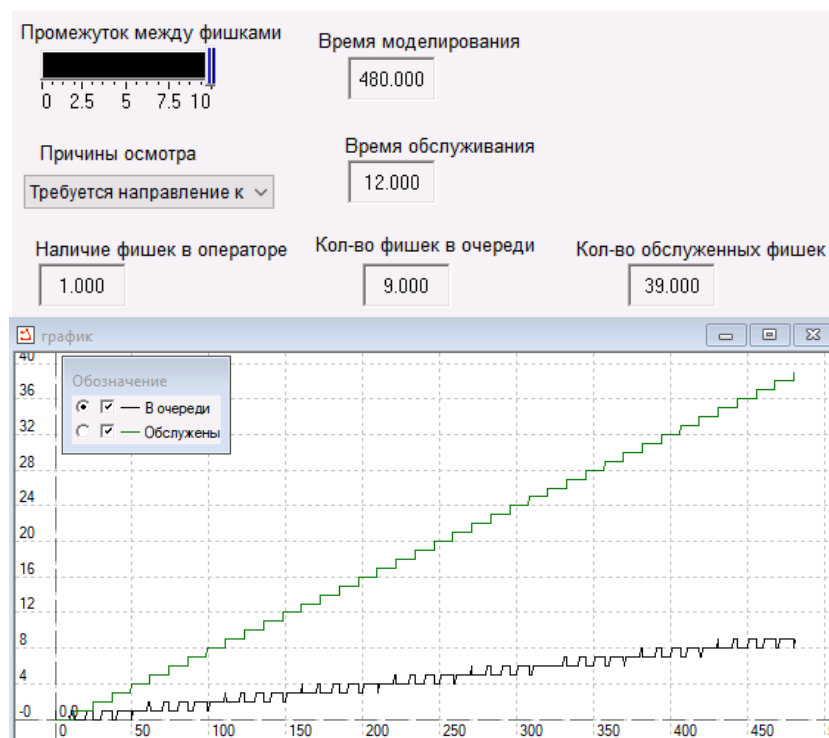 Промежуток между фишками
0 2.5 5 7.5 10
Время моделирования
480.000
Причины осмотра
Требуется направление к
Время обслуживания
12.000
Наличие фишек в операторе
1.000
Кол-во фишек в очереди
9.000
Кол-во обслуженных фишек
39.000
график
Обозначение
В очереди
Обслужены
40
36
32
28
24
20
16
12
8
4
-0
0 50 100 150 200 250 300 350 400 450